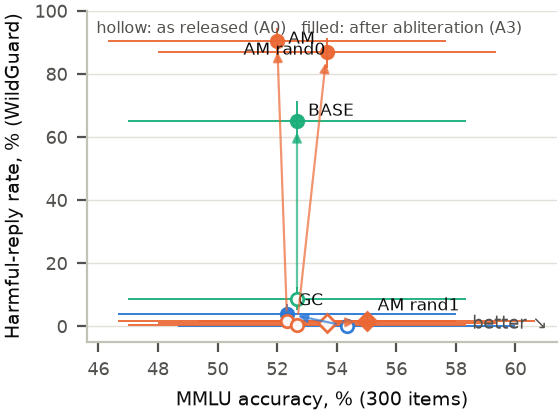 100
hollow: as released (A0)   filled: after abliteration (A3)
AM
AM rand0
80
BASE
60
40
20
GC
AM rand1
better ↘
0
46 48 50 52 54 56 58 60
Harmful-reply rate, % (WildGuard)
MMLU accuracy, % (300 items)